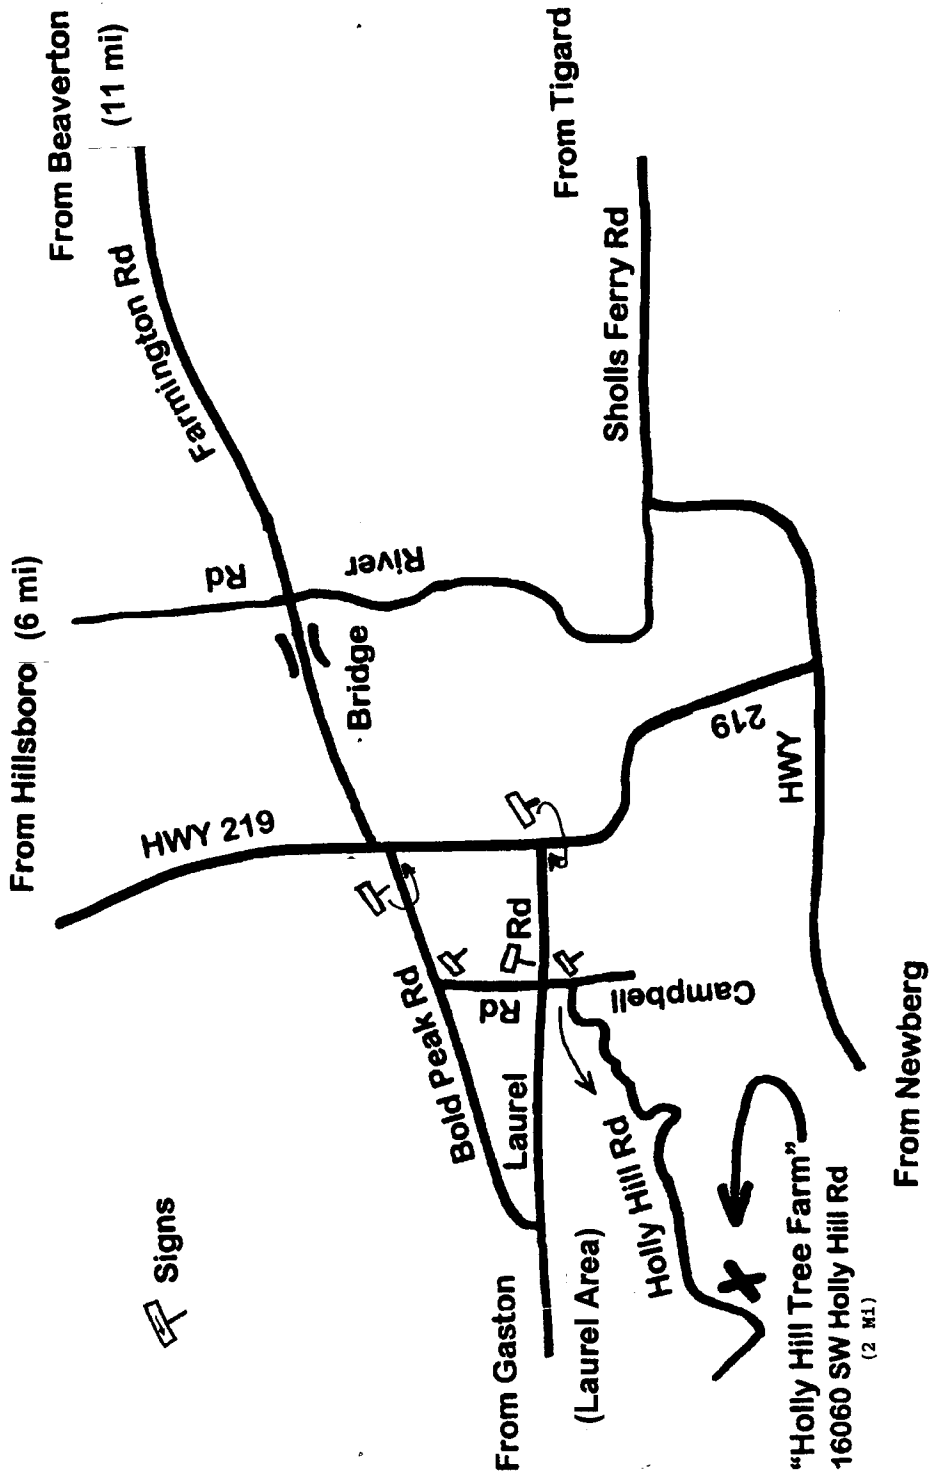 From Hillsboro (6 mi)
From Beaverton
(11 mi)
Farmington Rd
HWY 219
Rd
River
Bridge
From Tigard
Sholls Ferry Rd
Signs
Bold Peak Rd
Rd
Campbell
Laurel
Rd
219
HWY
From Gaston
(Laurel Area)
Holly Hill Rd
"Holly Hill Tree Farm"
16060 SW Holly Hill Rd
(2 Mi)
From Newberg